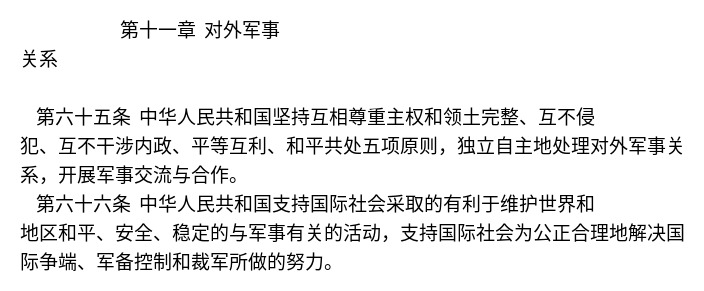 第十一章 对外军事
关系
第六十五条 中华人民共和国坚持互相尊重主权和领土完整、互不侵
犯、互不干涉内政、平等互利、和平共处五项原则，独立自主地处理对外军事关
系，开展军事交流与合作。
第六十六条 中华人民共和国支持国际社会采取的有利于维护世界和
地区和平、安全、稳定的与军事有关的活动，支持国际社会为公正合理地解决国
际争端、军备控制和裁军所做的努力。